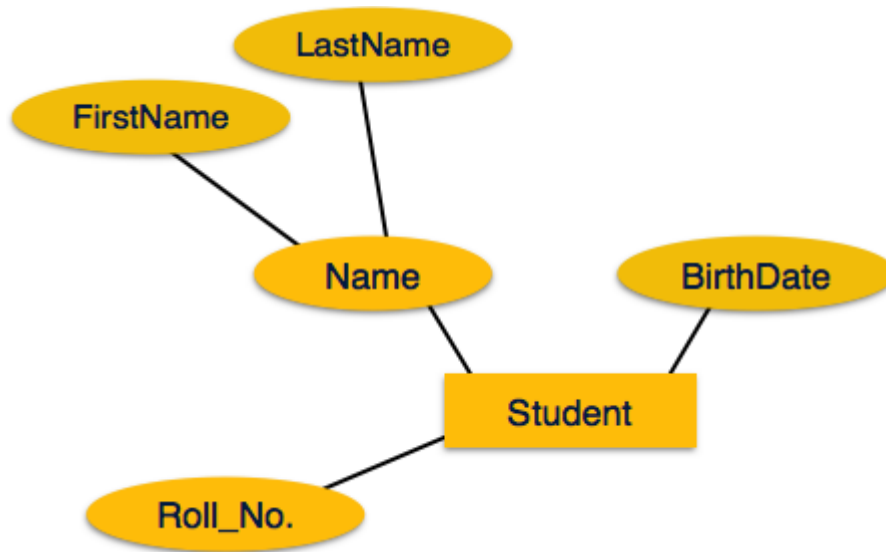 LastName
FirstName
Name
BirthDate
Student
Roll_No.